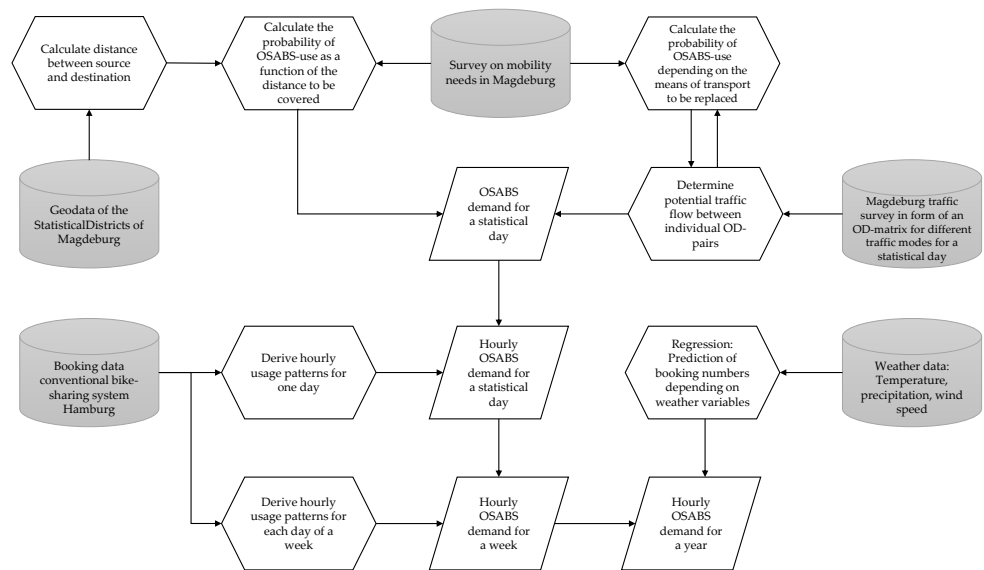 Calculate distance
between source
and destination
Calculate the
probability of
OSABS-use as a
function of the
distance to be
covered
Survey on mobility
needs in Magdeburg
Calculate the
probability of
OSABS-use
depending on the
means of transport
to be replaced
Geodata of the
StatisticalDistricts of
Magdeburg
OSABS
demand for
a statistical
day
Determine
potential traffic
flow between
individual OD-
pairs
Magdeburg traffic
survey in form of an
OD-matrix for different
traffic modes for a
statistical day
Booking data
conventional bike-
sharing system
Hamburg
Derive hourly
usage patterns for
one day
Hourly
OSABS
demand for
a statistical
day
Regression:
Prediction of
booking numbers
depending on
weather variables
Weather data:
Temperature,
precipitation, wind
speed
Derive hourly
usage patterns for
each day of a
week
Hourly
OSABS
demand for
a week
Hourly
OSABS
demand for
a year